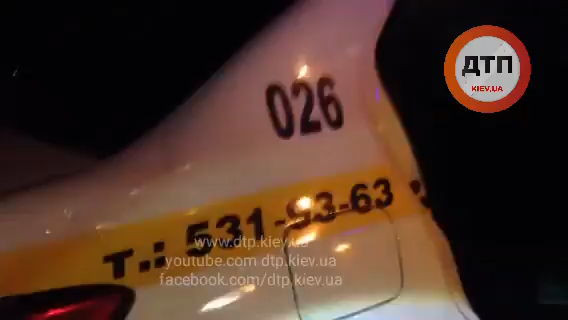 ДТП
KIEV.UA
026
т.: 531-93-63
www.dtp.kiev.ua
youtube.com dtp.kiev.ua
facebook.com/dtp.kiev.ua